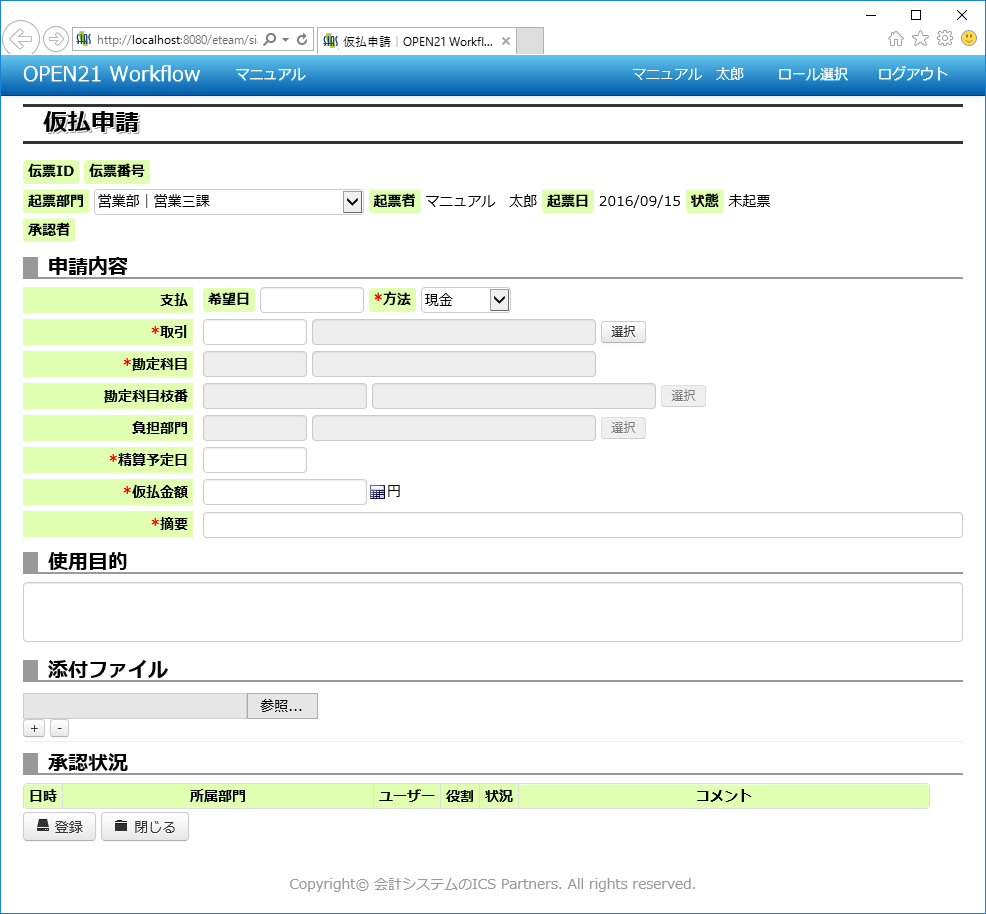 http://localhost:8080/eteam/si
仮払申請｜OPEN21 Workfl...
OPEN21 Workflow マニュアル マニュアル 太郎 ロール選択 ログアウト
仮払申請
伝票ID 伝票番号
起票部門 営業部｜営業三課 起票者 マニュアル 太郎 起票日 2016/09/15 状態 未起票
承認者
申請内容
支払 希望日 *方法 現金
*取引 選択
*勘定科目
勘定科目枝番 選択
負担部門 選択
*精算予定日
*仮払金額 円
*摘要
使用目的
添付ファイル
参照...
+ -
承認状況
日時 所属部門 ユーザー 役割 状況 コメント
登録 閉じる
Copyright© 会計システムのICS Partners. All rights reserved.